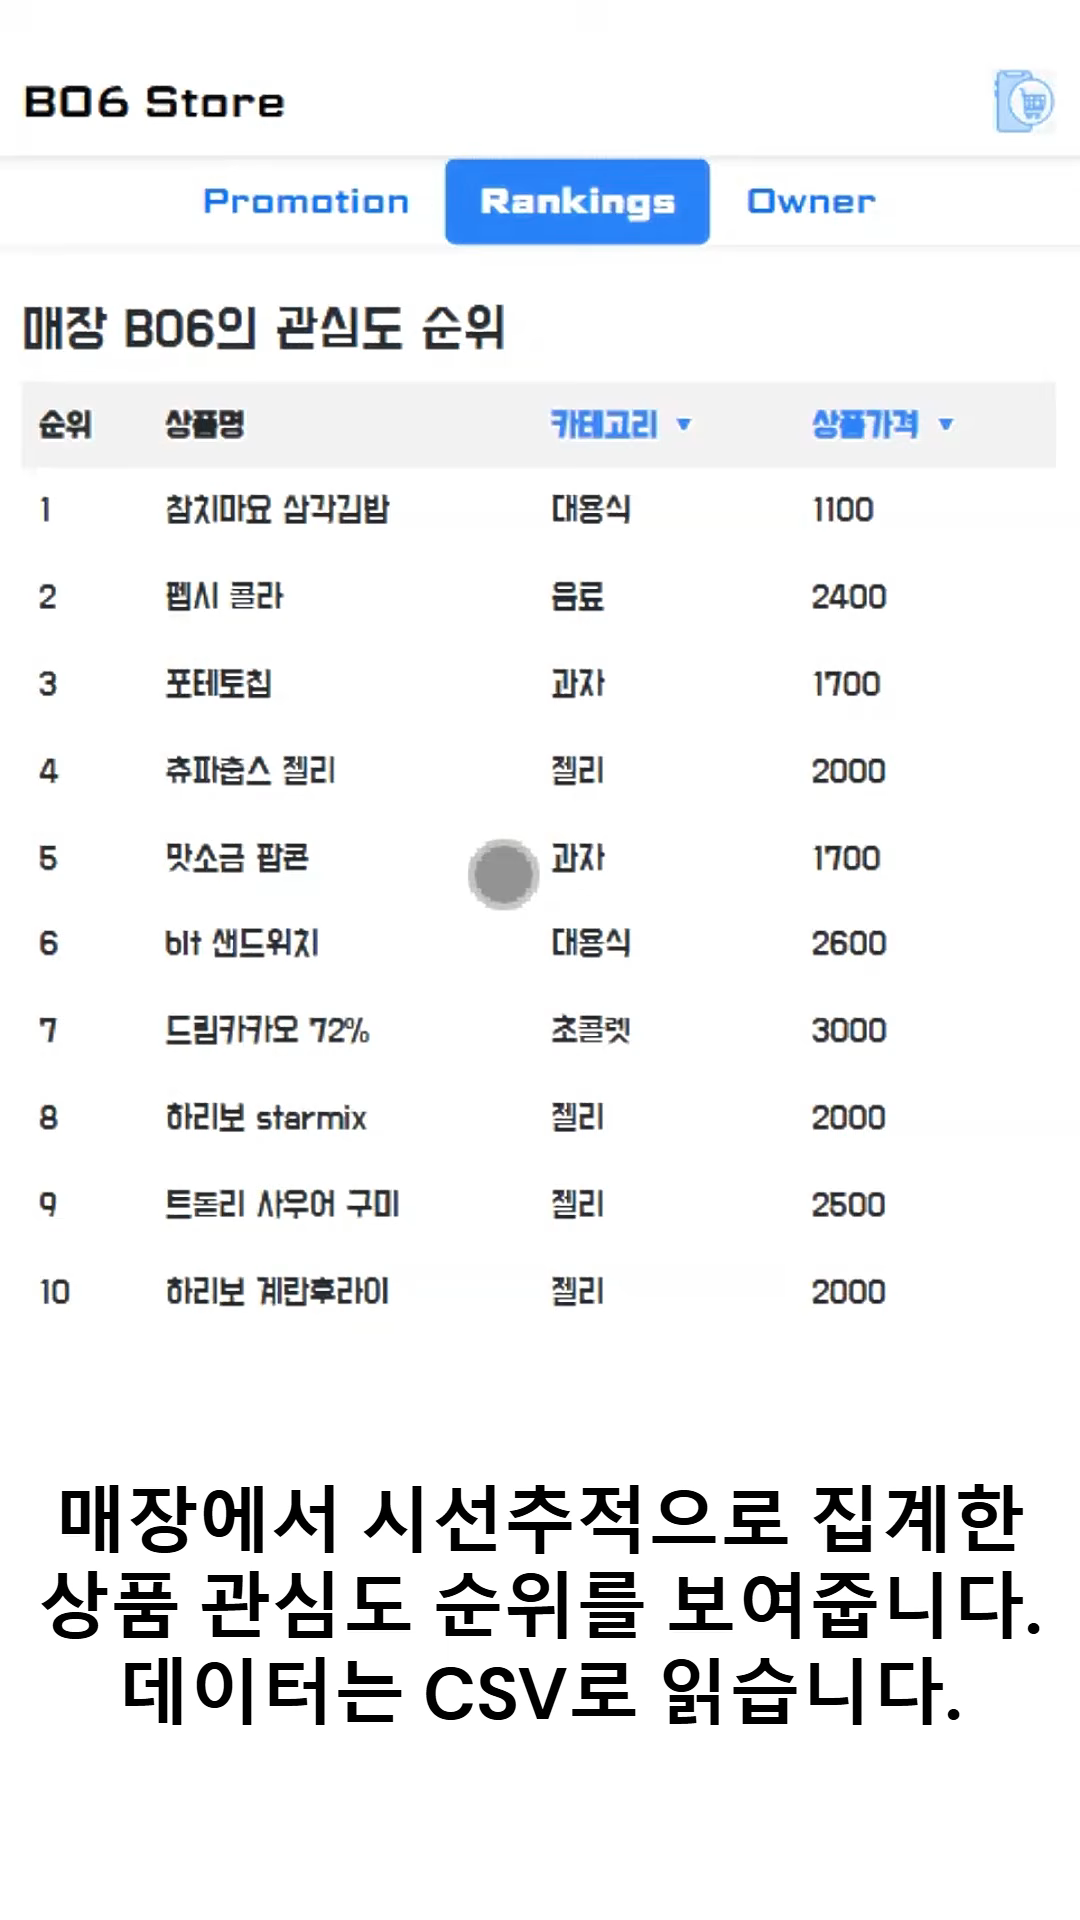 BO6 Store
Promotion Rankings Owner
매장 BO6의 관심도 순위
순위 상품명 카테고리 ▼ 상품가격 ▼
1 참치마요 삼각김밥 대용식 1100
2 펩시 콜라 음료 2400
3 포테토칩 과자 1700
4 츄파춥스 젤리 젤리 2000
5 맛소금 팝콘 과자 1700
6 blt 샌드위치 대용식 2600
7 드림카카오 72% 초콜렛 3000
8 하리보 starmix 젤리 2000
9 트롤리 사우어 구미 젤리 2500
10 하리보 계란후라이 젤리 2000
매장에서 시선추적으로 집계한
상품 관심도 순위를 보여줍니다.
데이터는 CSV로 읽습니다.